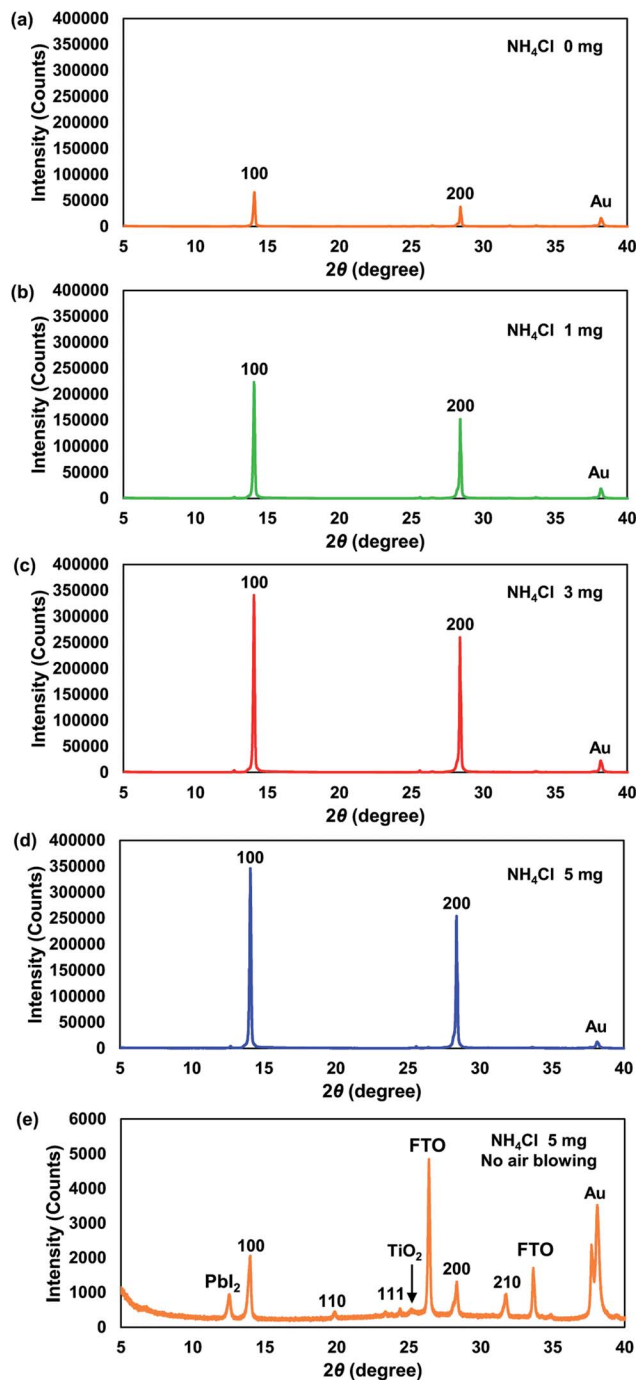 (a)
400000
350000
300000
250000
200000
150000
100000
50000
0
Intensity (Counts)
NH₄Cl 0 mg
100
200
Au
5 10 15 20 25 30 35 40
2θ (degree)
(b)
400000
350000
300000
250000
200000
150000
100000
50000
0
Intensity (Counts)
NH₄Cl 1 mg
100
200
Au
5 10 15 20 25 30 35 40
2θ (degree)
(c)
400000
350000
300000
250000
200000
150000
100000
50000
0
Intensity (Counts)
100
NH₄Cl 3 mg
200
Au
5 10 15 20 25 30 35 40
2θ (degree)
(d)
400000
350000
300000
250000
200000
150000
100000
50000
0
Intensity (Counts)
100
NH₄Cl 5 mg
200
Au
5 10 15 20 25 30 35 40
2θ (degree)
(e)
6000
5000
4000
3000
2000
1000
0
Intensity (Counts)
NH₄Cl 5 mg
No air blowing
PbI₂
100
110
111
TiO₂
FTO
200
210
FTO
Au
5 10 15 20 25 30 35 40
2θ (degree)